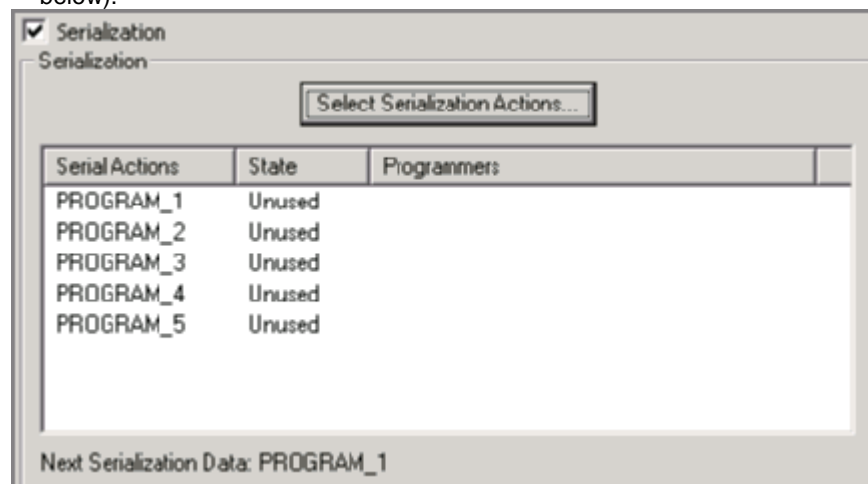 below).
Serialization
Serialization
Select Serialization Actions...
Serial Actions State Programmers
PROGRAM_1 Unused
PROGRAM_2 Unused
PROGRAM_3 Unused
PROGRAM_4 Unused
PROGRAM_5 Unused
Next Serialization Data: PROGRAM_1